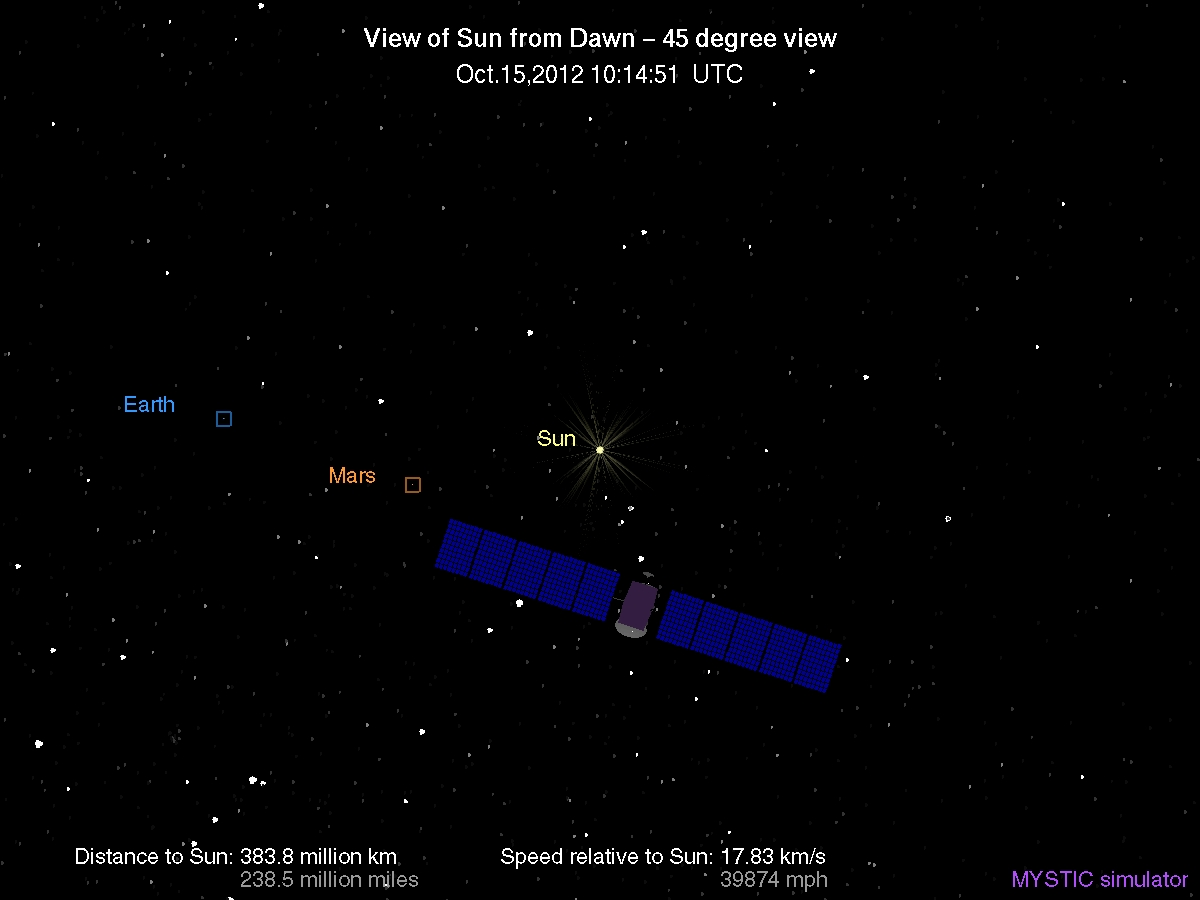 View of Sun from Dawn – 45 degree view
Oct.15,2012 10:14:51 UTC
Earth
Sun
Mars
Distance to Sun: 383.8 million km
238.5 million miles
Speed relative to Sun: 17.83 km/s
39874 mph
MYSTIC simulator